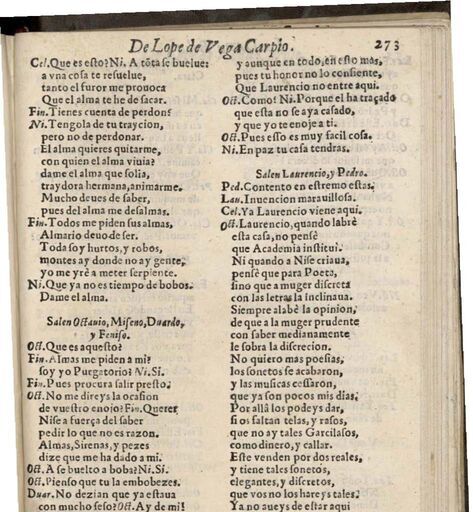 De Lope de Vega Carpio. 273
Cel. Que es esto? Ni. A tõta se buelue:
a vna cosa te resuelue,
tanto el furor me prouoca
Que el alma te he de sacar.
Fin. Tienes cuenta de perdon?
Ni. Tengola de tu traycion,
pero no de perdonar.
El alma quieres quitarme,
con quien el alma viuia?
dame el alma que solia,
traydora hermana, animarme.
Mucho deues de saber,
pues del alma me desalmas.
Fin. Todos me piden sus almas,
Almario deuo de ser.
Toda soy hurtos, y robos,
montes ay donde no ay gente,
yo me yrè a meter serpiente.
Ni. Que ya no es tiempo de bobos.
Dame el alma.
Salen Octauio, Miseno, Duardo,
y Feniso.
Oct. Que es aquesto?
Fin. Almas me piden a mi?
soy yo Purgatorio? Ni. Si.
Fin. Pues procura salir presto.
Oct. No me direys la ocasion
de vuestro enojo? Fin. Querer
Nise a fuerça del saber
pedir lo que no es razon.
Almas, Sirenas, y pezes
dize que me ha dado a mi.
Oct. A se buelto a boba? Ni. Si.
Oct. Pienso que tu la embobezes.
Duar. No dezian que ya estaua
con mucho seso? Oct. Ay de mi!
y aunque en todo, en esto mas,
pues tu honor no lo consiente,
Que Laurencio no entre aqui.
Oct. Como? Ni. Porque el ha traçado
que esta no se aya casado,
y que yo te enoje a ti.
Oct. Pues esso es muy facil cosa.
Ni. En paz tu casa tendras.
Salen Laurencio, y Pedro.
Ped. Contento en estremo estas.
Lau. Inuencion marauillosa.
Cel. Ya Laurencio viene aqui.
Oct. Laurencio, quando labrè
esta casa, no pensè
que Academia institui.
Ni quando a Nise criaua,
pensè que para Poeta,
sino que a muger discreta
con las letras la inclinaua.
Siempre alabè la opinion,
de que a la muger prudente
con saber medianamente
le sobra la discrecion.
No quiero mas poesias,
los sonetos se acabaron,
y las musicas cessaron,
que ya son pocos mis dias.
Por allà los podeys dar,
si os faltan telas, y rasos,
que no ay tales Garcilasos,
como dinero, y callar.
Este venden por dos reales,
y tiene tales sonetos,
elegantes, y discretos,
que vos no los hareys tales.
Ya no aueys de estar aqui